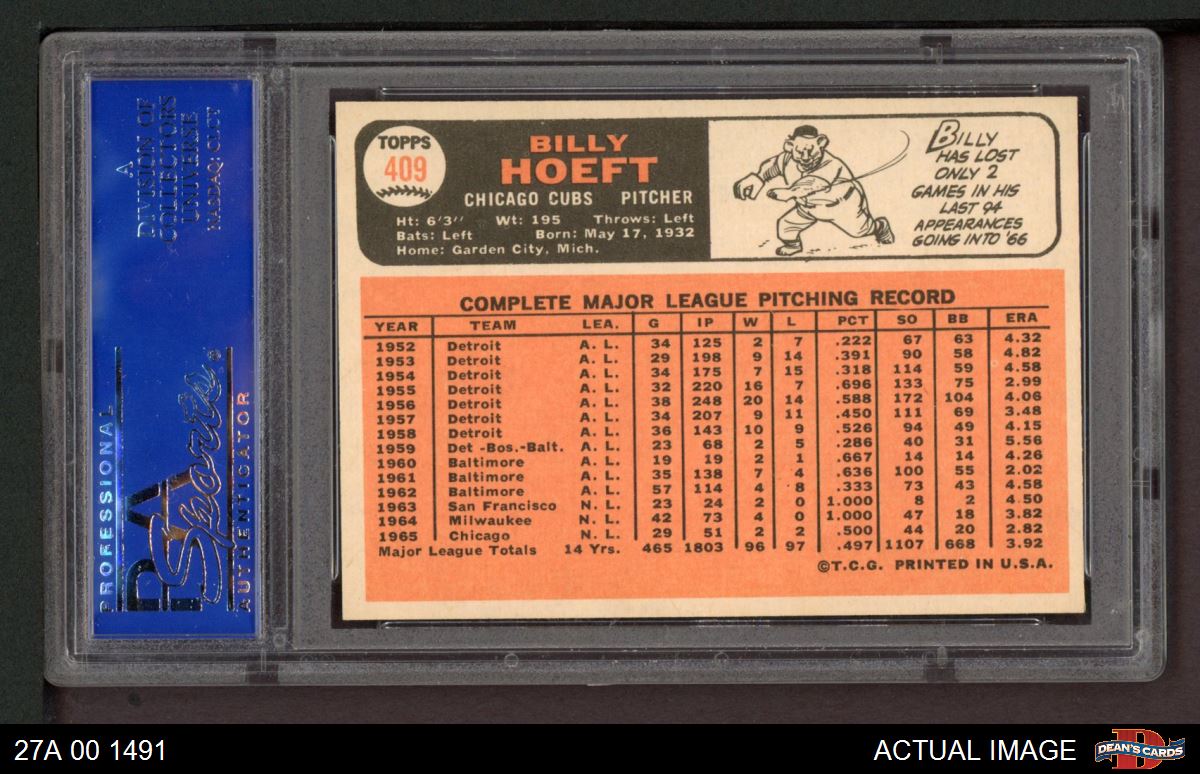 A
DIVISION OF
COLLECTORS
UNIVERSE
NASDAQ: CLCT
PROFESSIONAL
PSA
Sports®
AUTHENTICATOR
TOPPS
409
BILLY
HOEFT
CHICAGO CUBS PITCHER
Ht: 6'3" Wt: 195 Throws: Left
Bats: Left Born: May 17, 1932
Home: Garden City, Mich.
BILLY
HAS LOST
ONLY 2
GAMES IN HIS
LAST 94
APPEARANCES
GOING INTO '66
COMPLETE MAJOR LEAGUE PITCHING RECORD
YEAR TEAM LEA. G IP W L PCT SO BB ERA
1952 Detroit A. L. 34 125 2 7 .222 67 63 4.32
1953 Detroit A. L. 29 198 9 14 .391 90 58 4.82
1954 Detroit A. L. 34 175 7 15 .318 114 59 4.58
1955 Detroit A. L. 32 220 16 7 .696 133 75 2.99
1956 Detroit A. L. 38 248 20 14 .588 172 104 4.06
1957 Detroit A. L. 34 207 9 11 .450 111 69 3.48
1958 Detroit A. L. 36 143 10 9 .526 94 49 4.15
1959 Det -Bos.-Balt. A. L. 23 68 2 5 .286 40 31 5.56
1960 Baltimore A. L. 19 19 2 1 .667 14 14 4.26
1961 Baltimore A. L. 35 138 7 4 .636 100 55 2.02
1962 Baltimore A. L. 57 114 4 8 .333 73 43 4.58
1963 San Francisco N. L. 23 24 2 0 1.000 8 2 4.50
1964 Milwaukee N. L. 42 73 4 0 1.000 47 18 3.82
1965 Chicago N. L. 29 51 2 2 .500 44 20 2.82
Major League Totals 14 Yrs. 465 1803 96 97 .497 1107 668 3.92
©T.C.G. PRINTED IN U.S.A.
27A 00 1491
ACTUAL IMAGE
D
DEAN'S CARDS